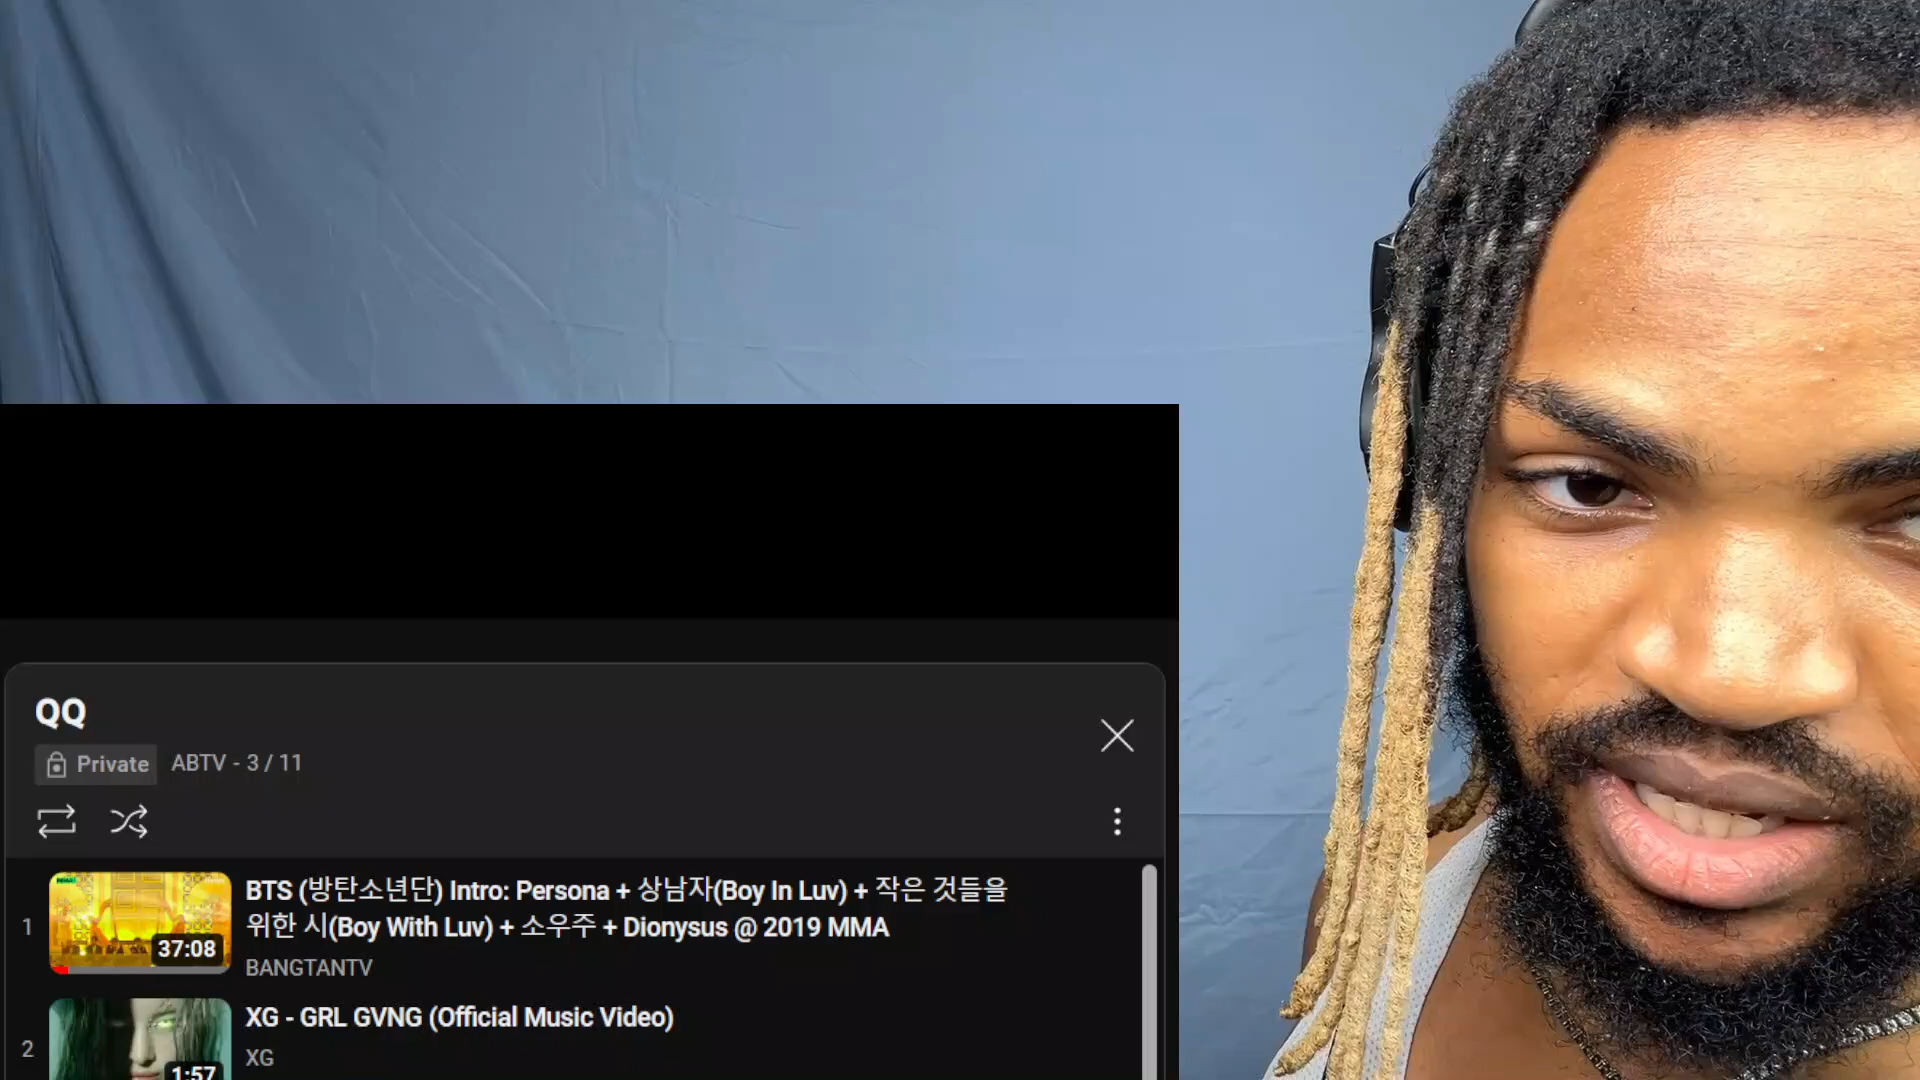 QQ
Private ABTV - 3 / 11
1
37:08
BTS (방탄소년단) Intro: Persona + 상남자(Boy In Luv) + 작은 것들을
위한 시(Boy With Luv) + 소우주 + Dionysus @ 2019 MMA
BANGTANTV
2
1:57
XG - GRL GVNG (Official Music Video)
XG